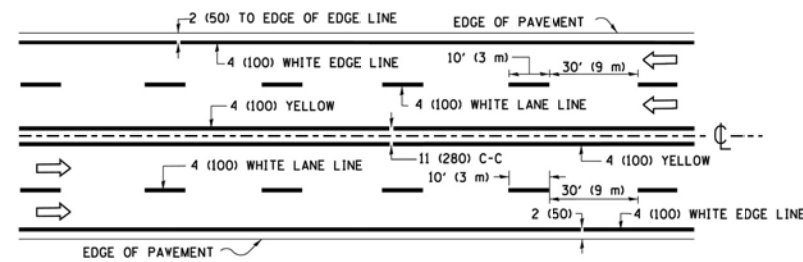 2 (50) TO EDGE OF EDGE LINE
EDGE OF PAVEMENT
4 (100) WHITE EDGE LINE
10' (3 m)
30' (9 m)
4 (100) YELLOW
4 (100) WHITE LANE LINE
℄
4 (100) WHITE LANE LINE
11 (280) C-C
4 (100) YELLOW
10' (3 m)
30' (9 m)
2 (50)
4 (100) WHITE EDGE LINE
EDGE OF PAVEMENT